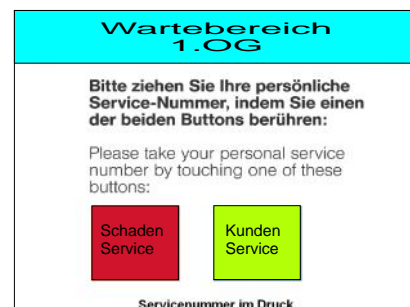 Wartebereich
1.OG
Bitte ziehen Sie Ihre persönliche
Service-Nummer, indem Sie einen
der beiden Buttons berühren:
Please take your personal service
number by touching one of these
buttons:
Schaden
Service
Kunden
Service
Servicenummer im Druck